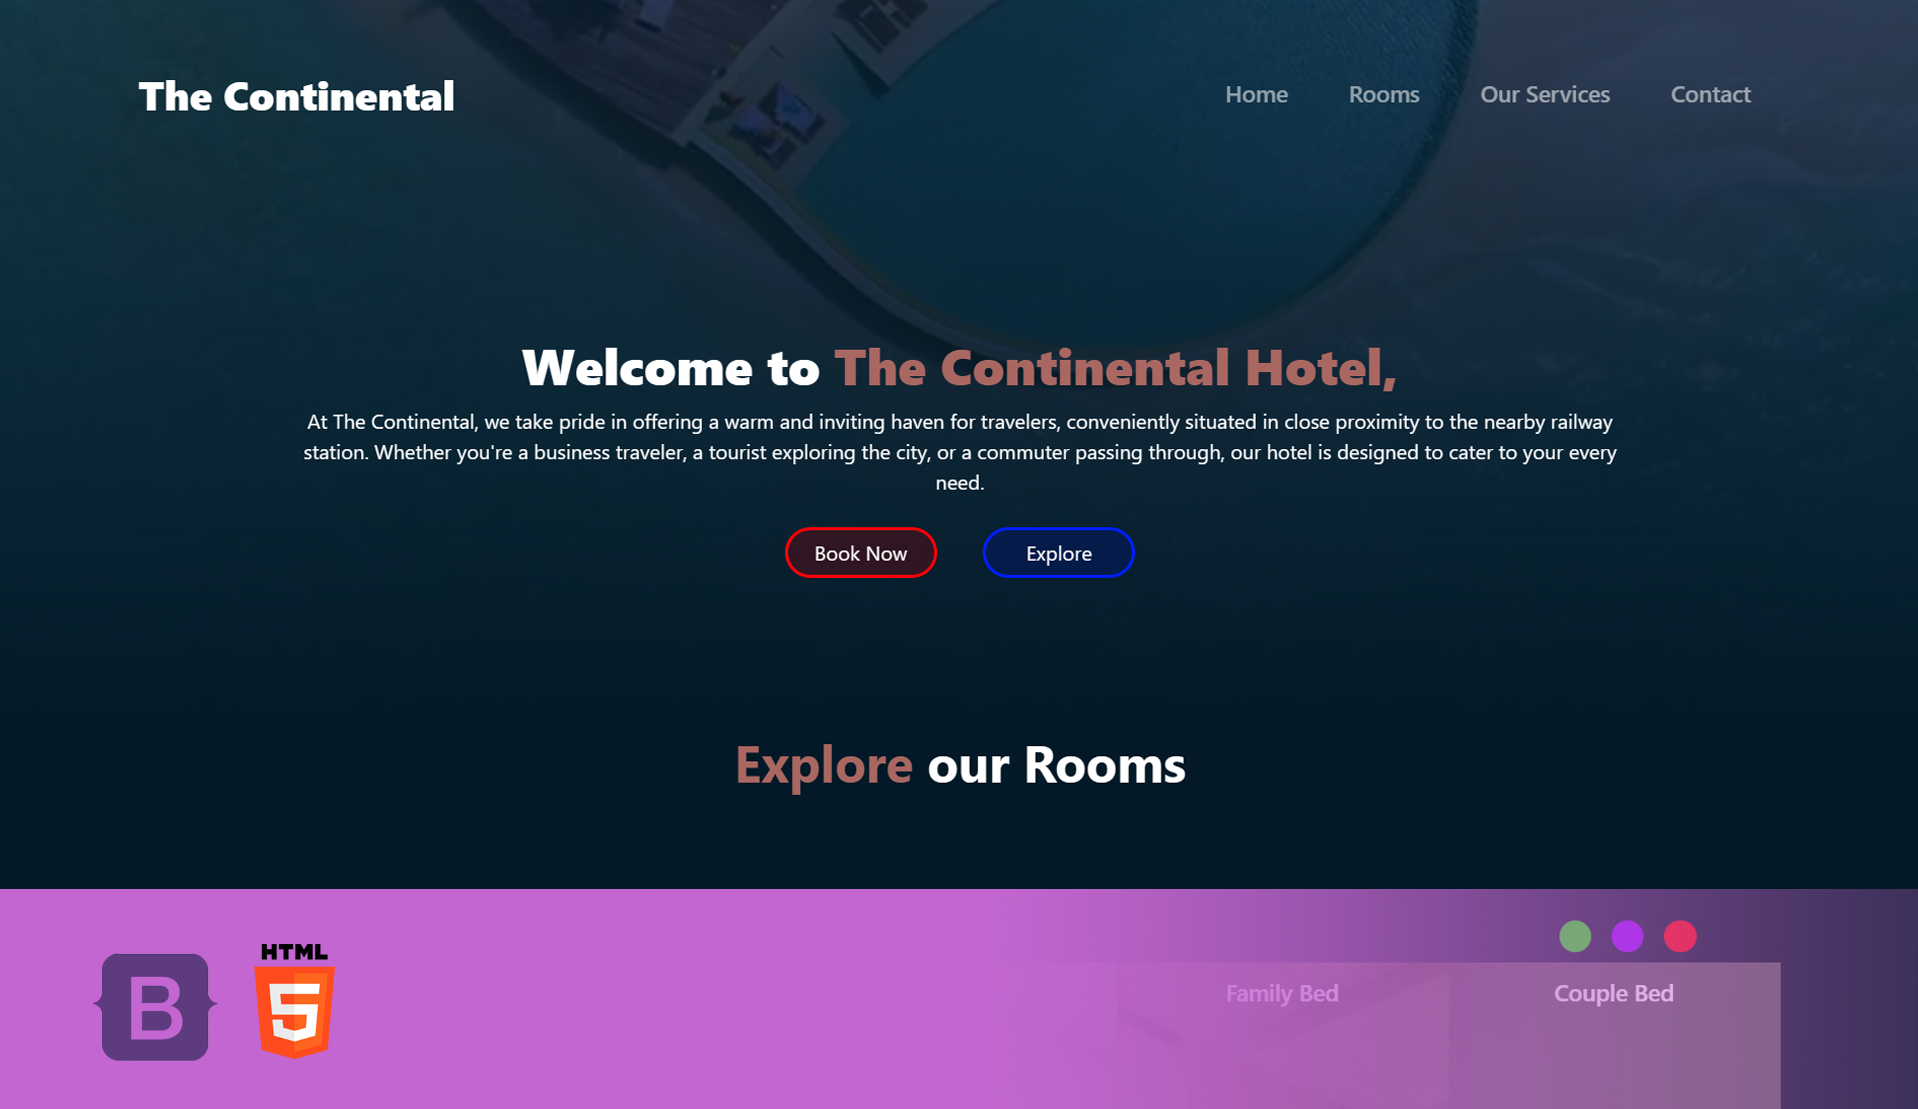 The Continental
Home Rooms Our Services Contact
Welcome to The Continental Hotel,
At The Continental, we take pride in offering a warm and inviting haven for travelers, conveniently situated in close proximity to the nearby railway
station. Whether you're a business traveler, a tourist exploring the city, or a commuter passing through, our hotel is designed to cater to your every
need.
Book Now Explore
Explore our Rooms
B
HTML
5
Family Bed Couple Bed